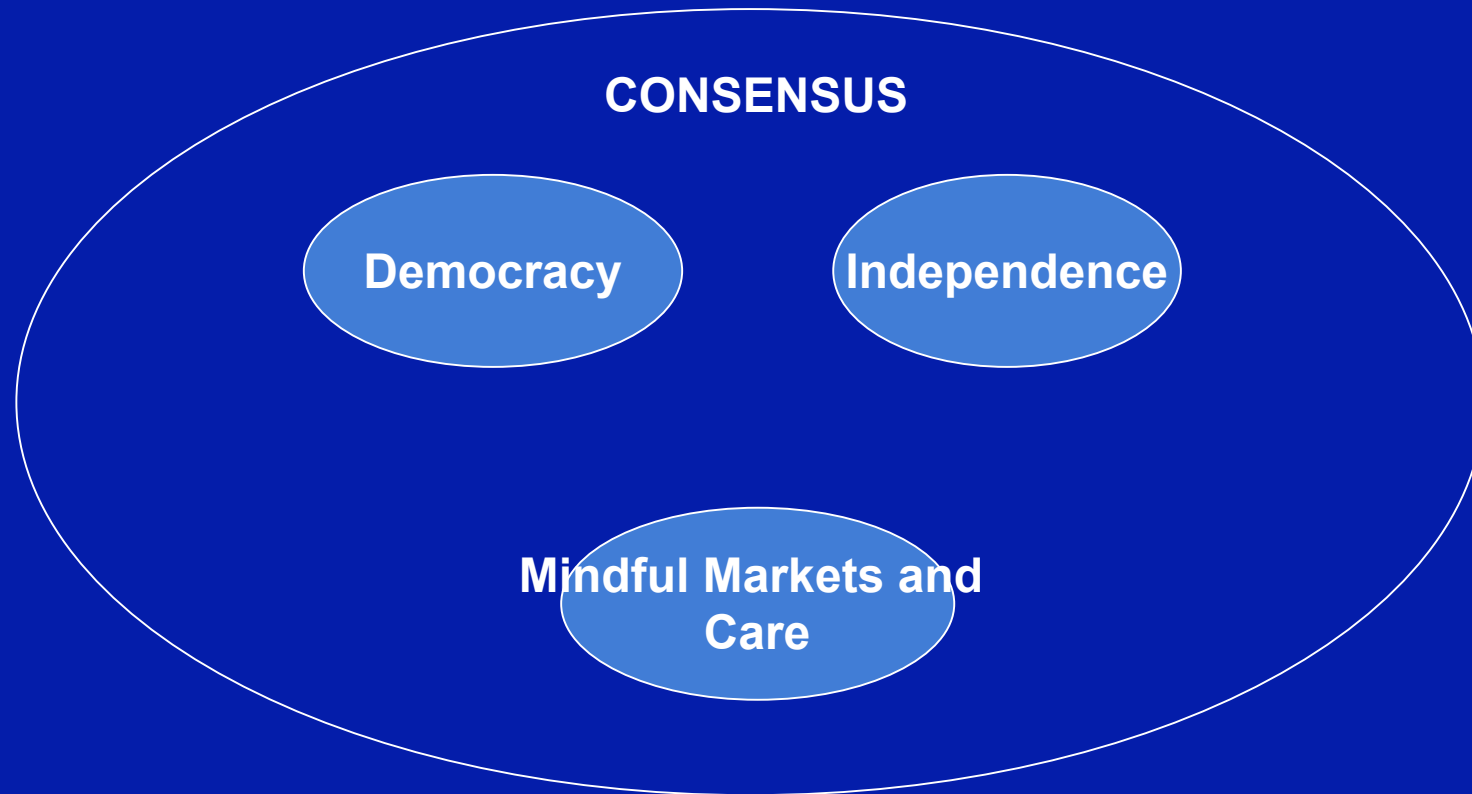 CONSENSUS
Democracy
Independence
Mindful Markets and
Care